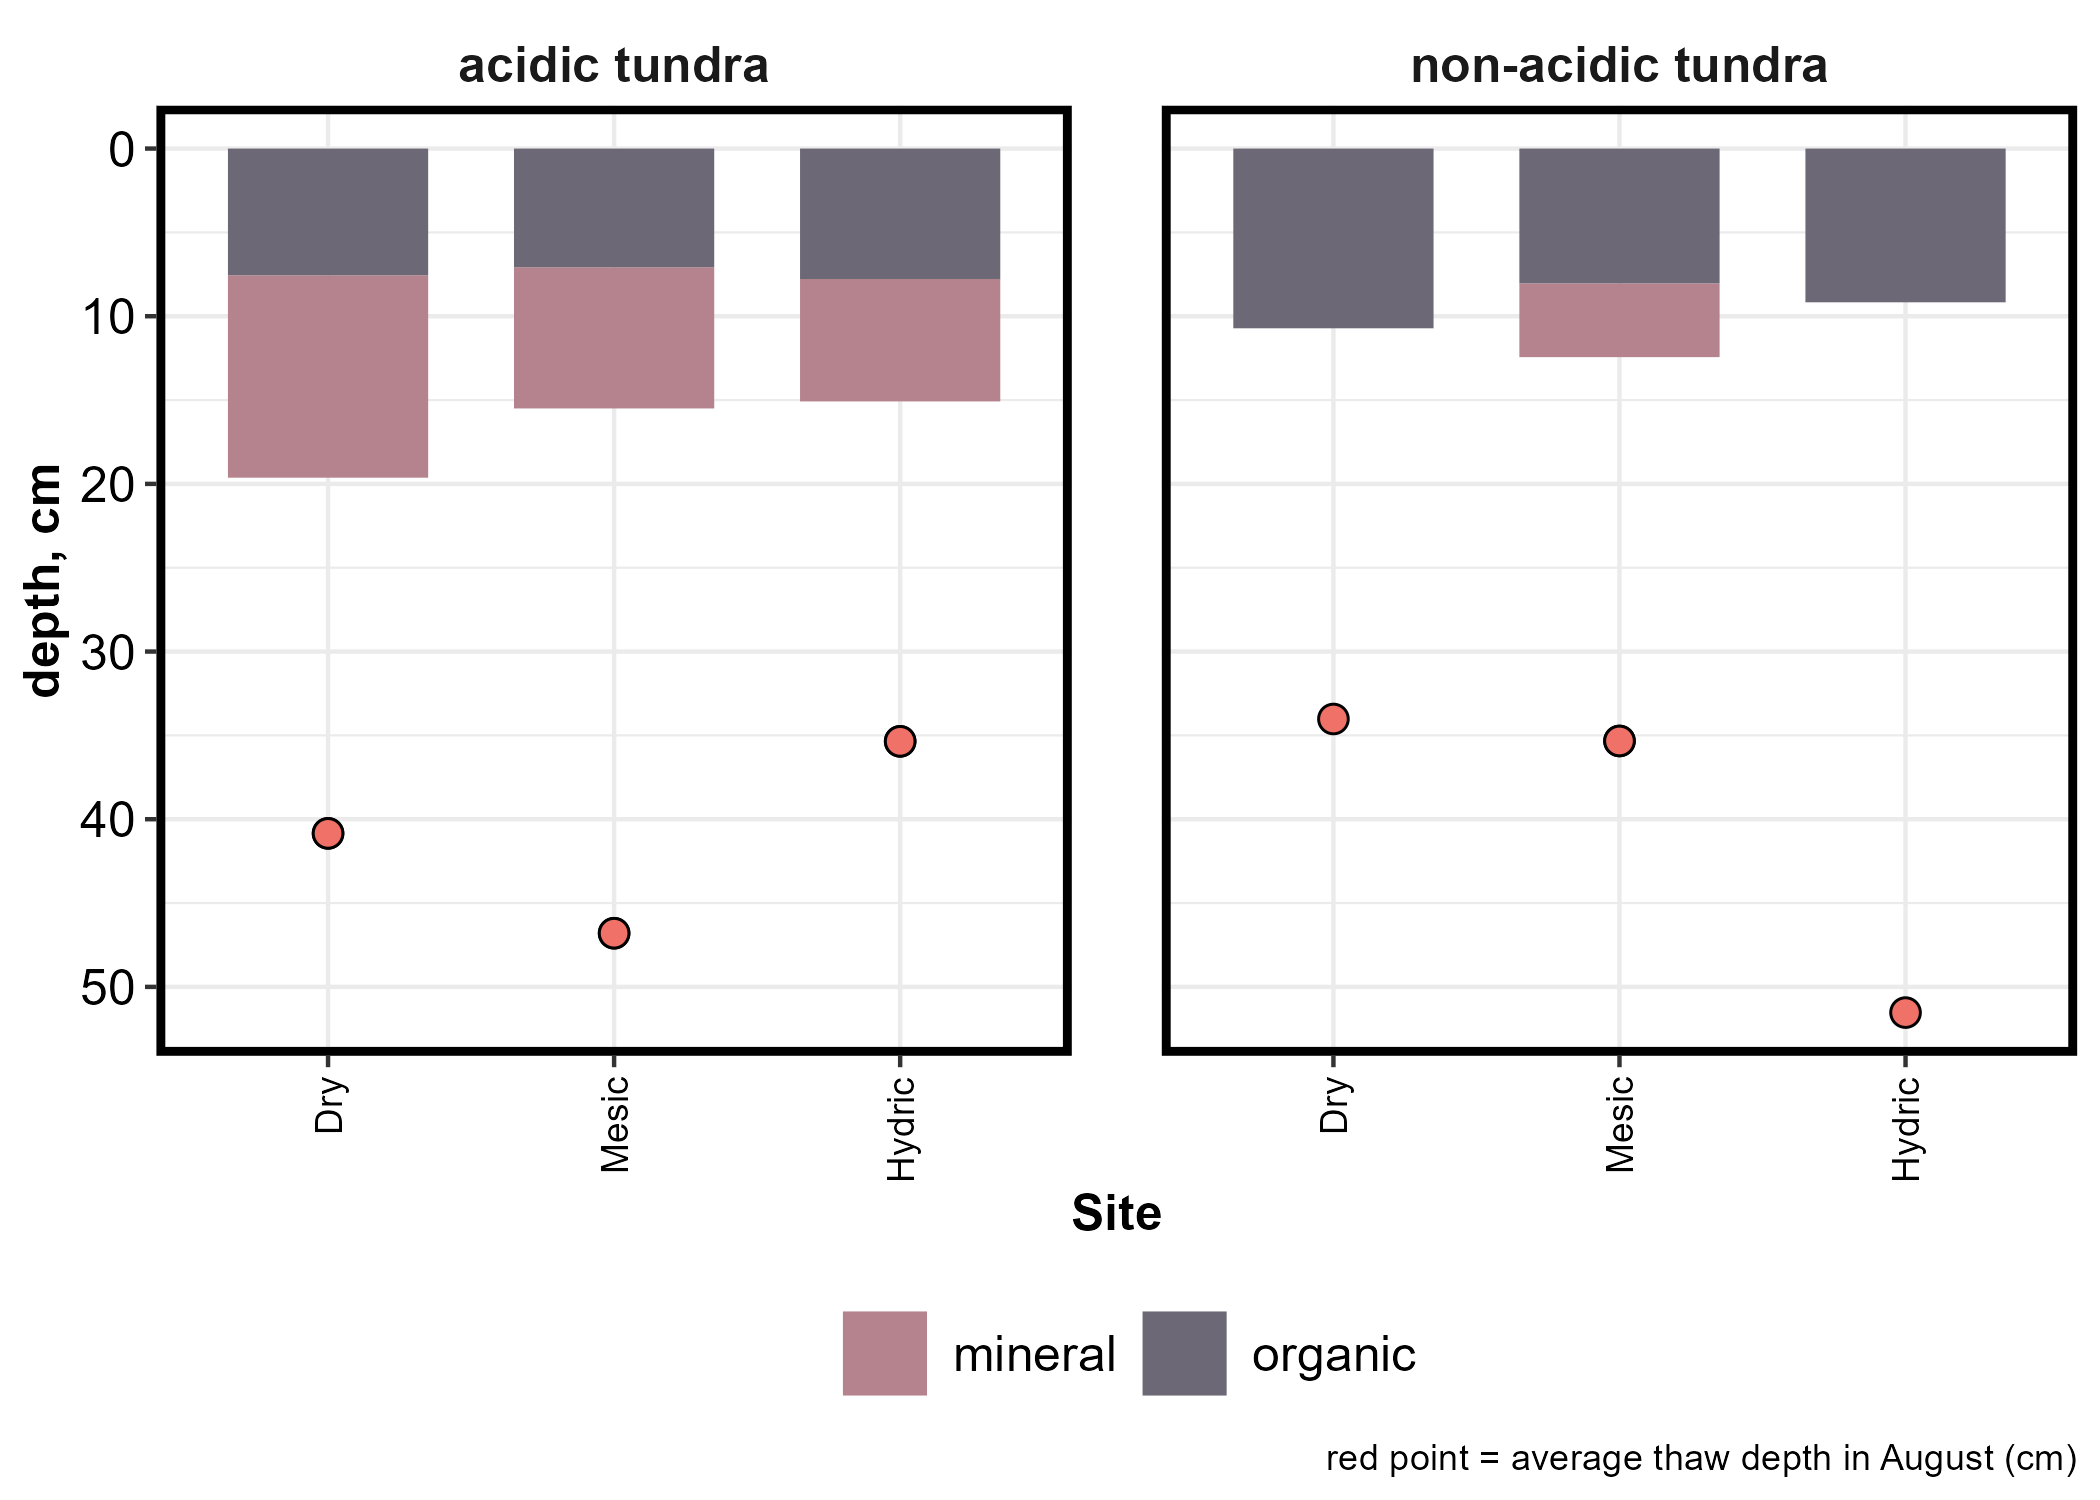 acidic tundra
non-acidic tundra
depth, cm
0
10
20
30
40
50
Dry
Mesic
Hydric
Dry
Mesic
Hydric
Site
mineral
organic
red point = average thaw depth in August (cm)